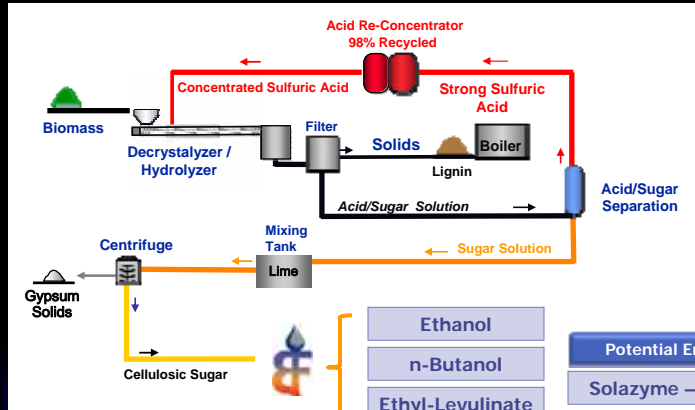 Acid Re-Concentrator
98% Recycled
Concentrated Sulfuric Acid
Strong Sulfuric
Acid
Biomass
Filter
Solids
Boiler
Decrystalyzer /
Hydrolyzer
Lignin
Acid/Sugar
Separation
Acid/Sugar Solution
Mixing
Tank
Centrifuge
Sugar Solution
Lime
Gypsum
Solids
Cellulosic Sugar
Ethanol
n-Butanol
Ethyl-Levulinate
Potential
Solazyme –